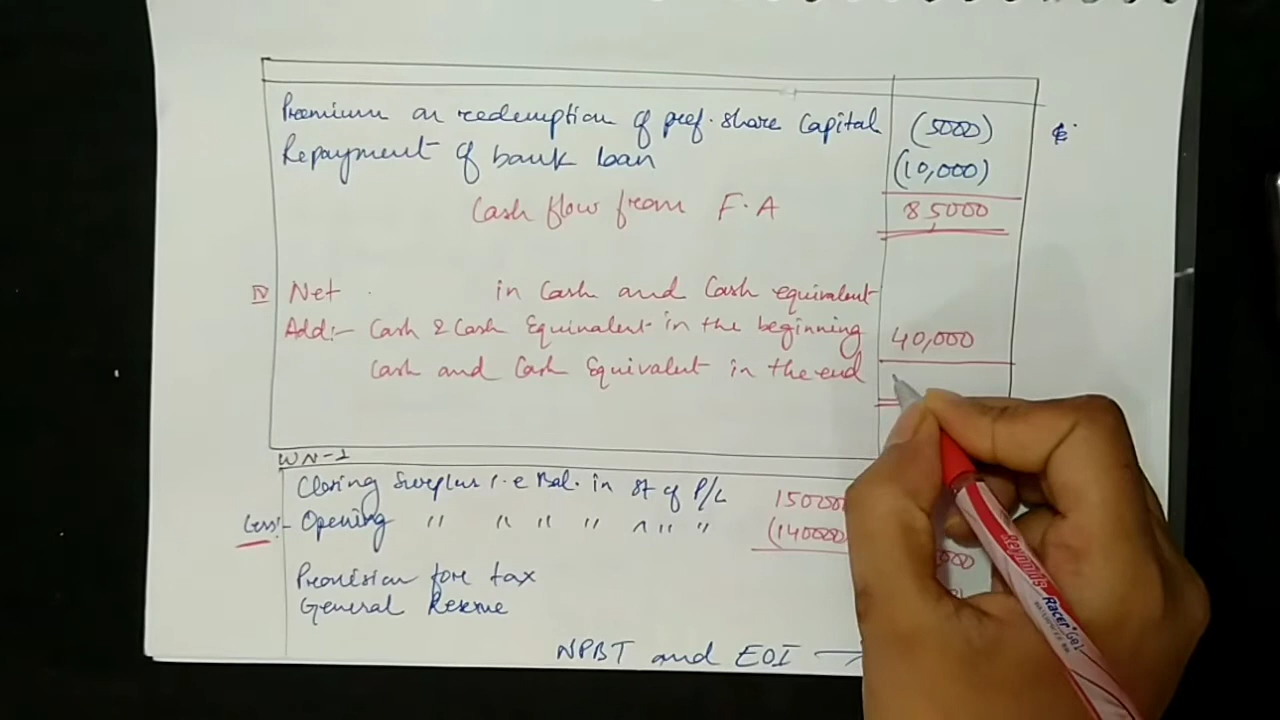 Premium on redemption of pref. share capital (5000)
Repayment of bank loan (10,000)
Cash flow from F.A 85000
IV Net in Cash and Cash equivalent
Add:- Cash & Cash Equivalent in the beginning 40,000
Cash and Cash Equivalent in the end
WN-1
Closing Surplus i.e Bal. in St of P/L 150000
Less:- Opening " " " " " " " (140000)
Provision for tax
General Reserve
NPBT and EOI →
Reynolds Racer Gel